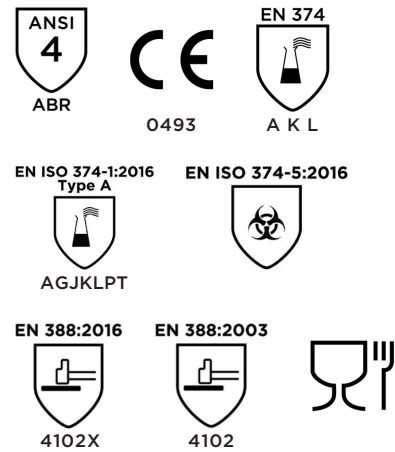 ANSI
4
ABR
CE
0493
EN 374
A K L
EN ISO 374-1:2016
Type A
AGJKLPT
EN ISO 374-5:2016
EN 388:2016
4102X
EN 388:2003
4102